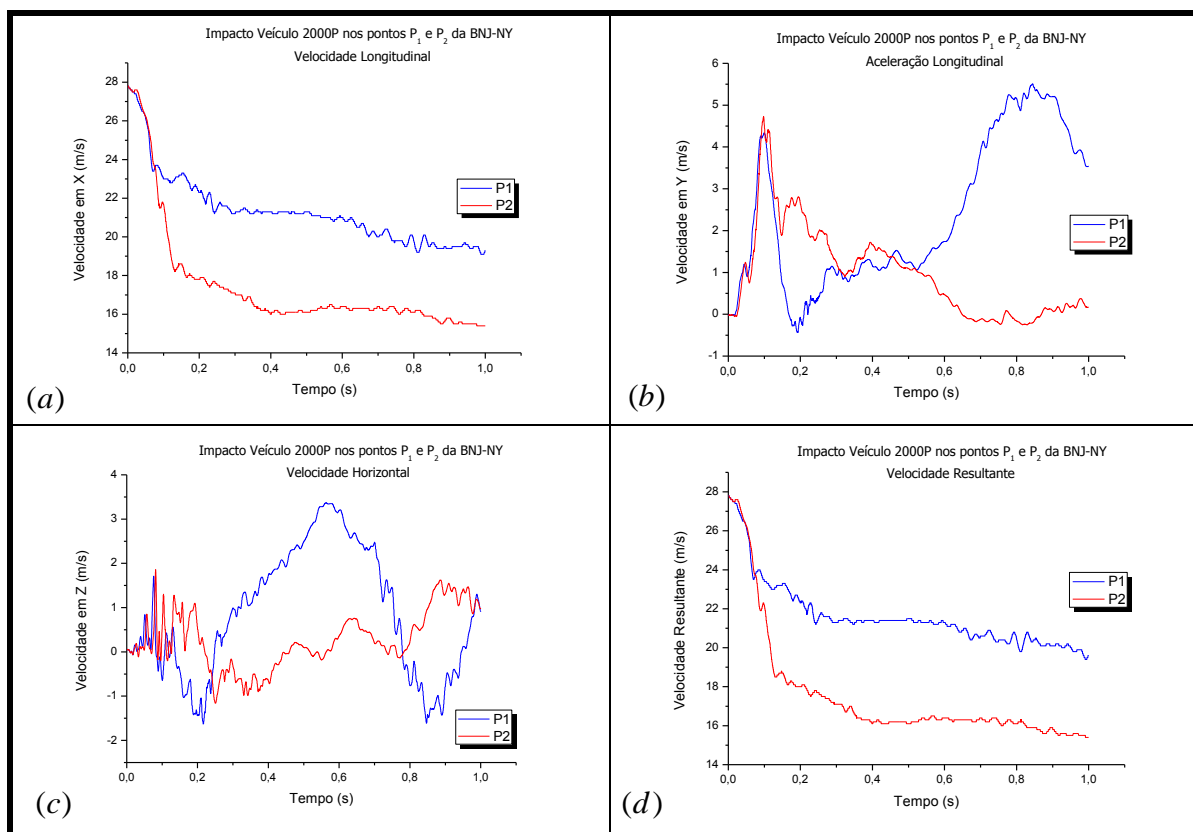 Impacto Veículo 2000P nos pontos P1 e P2 da BNJ-NY
Velocidade Longitudinal
Velocidade em X (m/s)
28
26
24
22
20
18
16
14
0,0 0,2 0,4 0,6 0,8 1,0
Tempo (s)
P1
P2
(a)
Impacto Veículo 2000P nos pontos P1 e P2 da BNJ-NY
Aceleração Longitudinal
Velocidade em Y (m/s)
6
5
4
3
2
1
0
-1
0,0 0,2 0,4 0,6 0,8 1,0
Tempo (s)
P1
P2
(b)
Impacto Veículo 2000P nos pontos P1 e P2 da BNJ-NY
Velocidade Horizontal
Velocidade em Z (m/s)
4
3
2
1
0
-1
-2
0,0 0,2 0,4 0,6 0,8 1,0
Tempo (s)
P1
P2
(c)
Impacto Veículo 2000P nos pontos P1 e P2 da BNJ-NY
Velocidade Resultante
Velocidade Resultante (m/s)
28
26
24
22
20
18
16
14
0,0 0,2 0,4 0,6 0,8 1,0
Tempo (s)
P1
P2
(d)